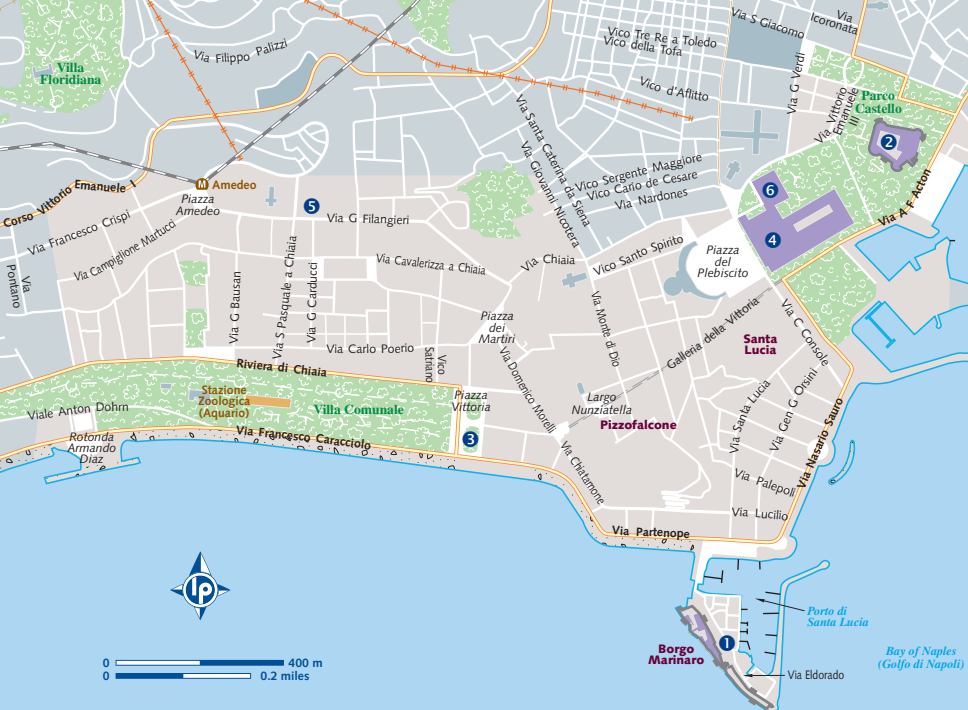 Via Filippo Palizzi
Villa
Floridiana
Vico Tre Re a Toledo
Vico della Tofa
Via S Giacomo
Via
Icoronata
Vico d'Aflitto
Via G Verdi
Via Vittorio
Emanuele
III
Parco
Castello
2
Via A F Acton
Via Santa Caterina da Siena
Via Giovanni Nicotera
Vico Sergente Maggiore
Vico Carlo de Cesare
Via Nardones
6
4
M Amedeo
Piazza
Amedeo
Corso Vittorio Emanuele I
Via Francesco Crispi
Via Campiglione Martucci
Via
Pontano
5
Via G Filangieri
Via Cavalerizza a Chiaia
Via Chiaia
Vico Santo Spirito
Piazza
del
Plebiscito
Via G Bausan
Via S Pasquale a Chiaia
Via G Carducci
Via Carlo Poerio
Vico
Satriano
Piazza
dei
Martiri
Via Monte di Dio
Galleria della Vittoria
Santa
Lucia
Via C Console
Riviera di Chiaia
Stazione
Zoologica
(Aquario)
Villa Comunale
Viale Anton Dohrn
Rotonda
Armando
Diaz
Via Francesco Caracciolo
Piazza
Vittoria
3
Via Domenico Morelli
Largo
Nunziatella
Pizzofalcone
Via Chiatamone
Via Santa Lucia
Via Gen G Orsini
Via Nasario Sauro
Via Palepoli
Via Lucilio
Via Partenope
lp
0 400 m
0 0.2 miles
Porto di
Santa Lucia
Borgo
Marinaro
1
Via Eldorado
Bay of Naples
(Golfo di Napoli)